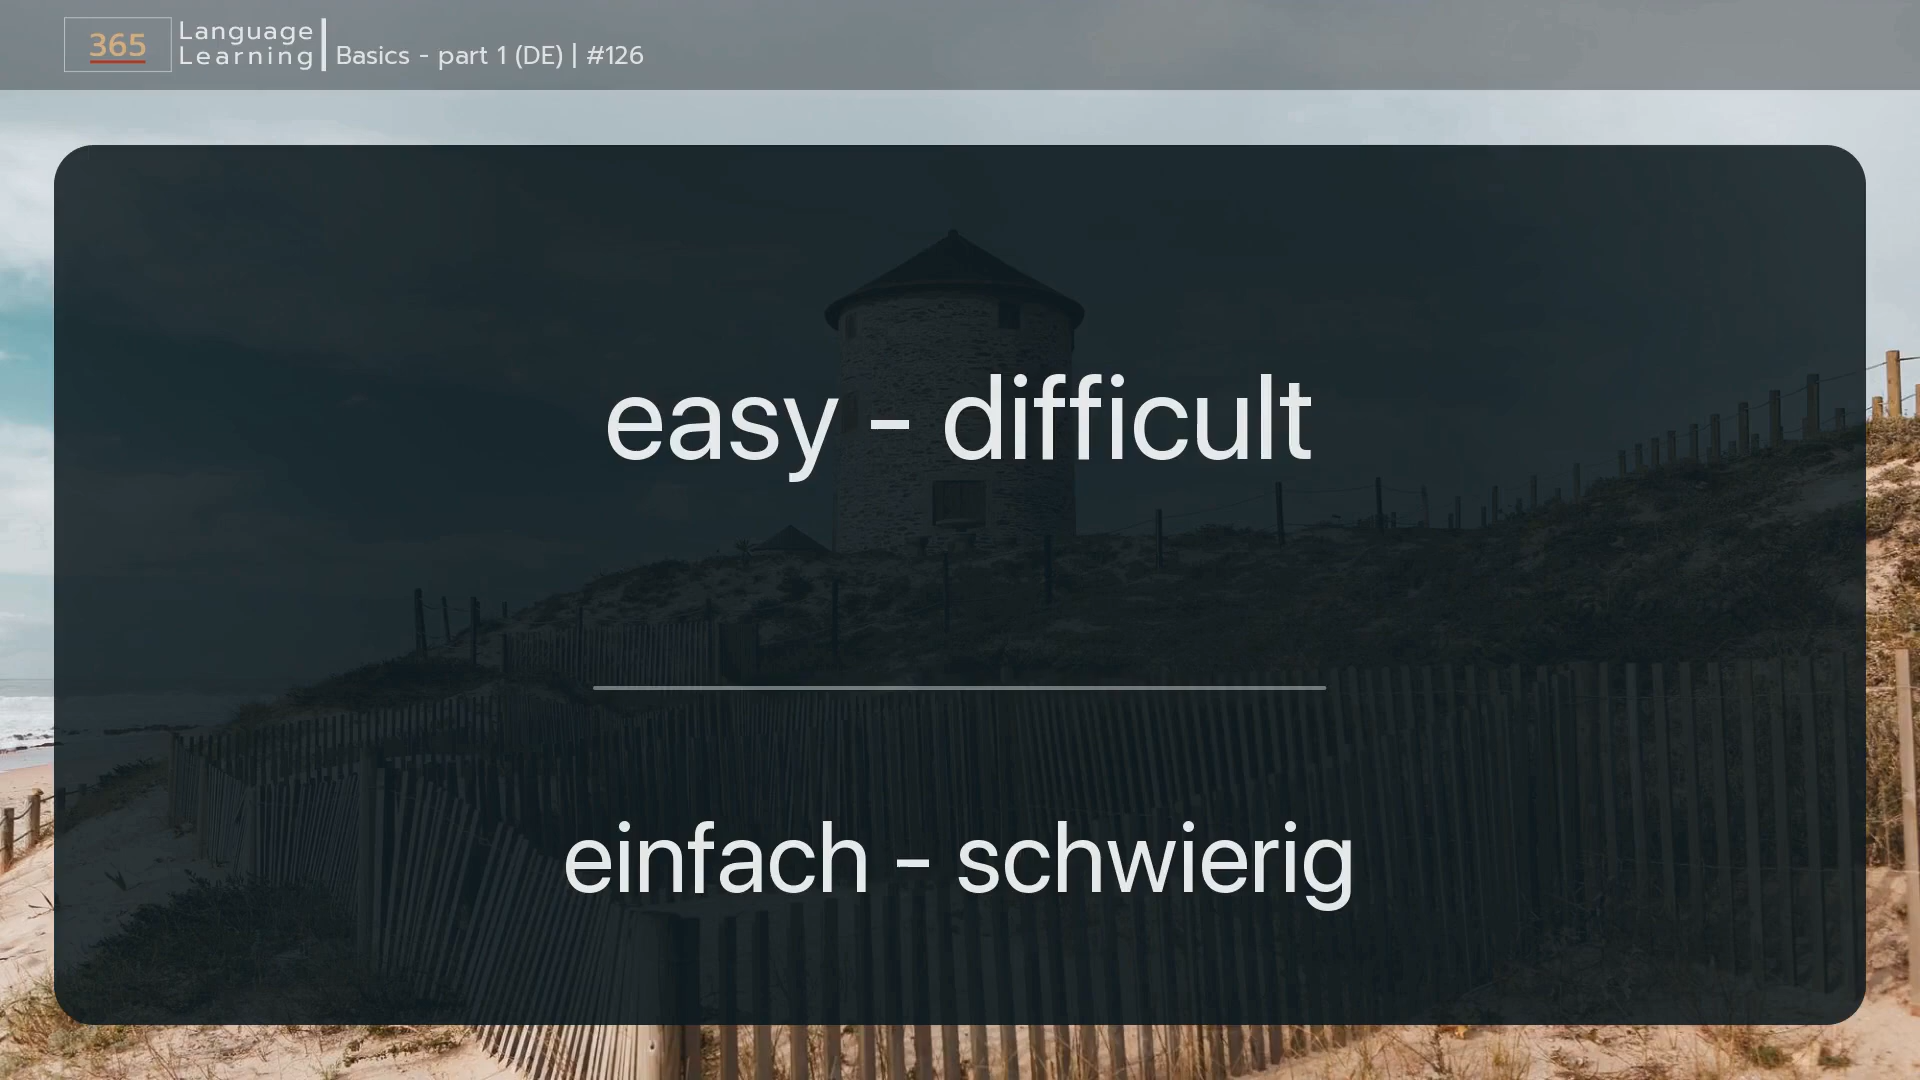 365
Language
Learning
Basics - part 1 (DE) | #126
easy - difficult
einfach - schwierig